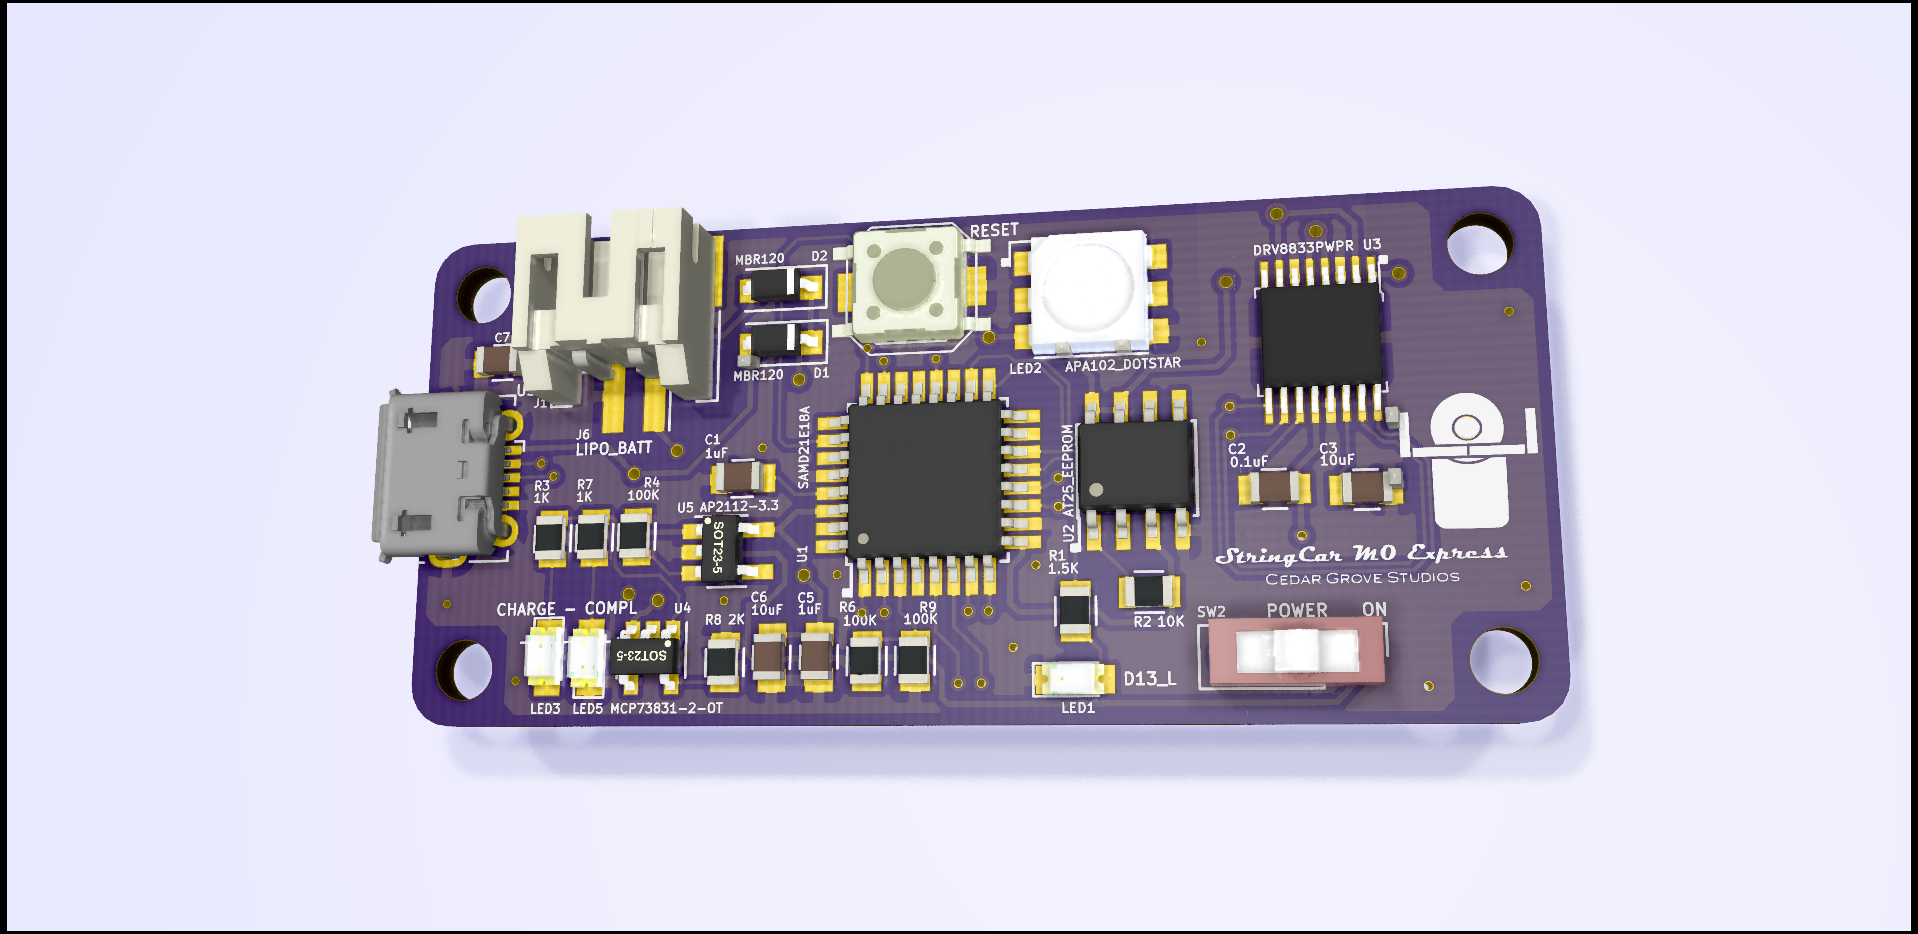 RESET
MBR120 D2
DRV8833PWPR U3
C7
MBR120 D1
LED2
APA102_DOTSTAR
J1
J6
LIPO_BATT
C1
1uF
SAMD21E18A
U2 AT25_EEPROM
C2
0.1uF
C3
10uF
R3
1K
R7
1K
R4
100K
U5 AP2112-3.3
SOT23-5
U1
StringCar M0 Express
CEDAR GROVE STUDIOS
R1
1.5K
R2 10K
CHARGE - COMPL
U4
SOT23-5
R8 2K
C6
10uF
C5
1uF
R6
100K
R9
100K
SW2
POWER ON
D13_L
LED1
LED3
LED5
MCP73831-2-OT